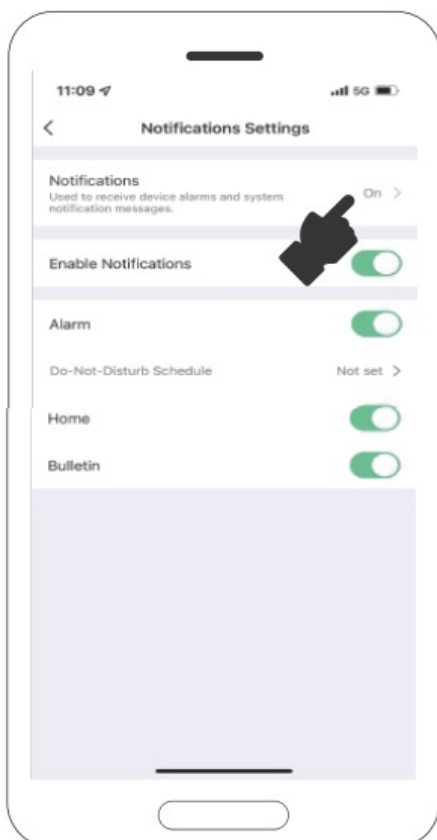 11:09
5G
Notifications Settings
Notifications
Used to receive device alarms and system
notification messages.
On
Enable Notifications
Alarm
Do-Not-Disturb Schedule Not set
Home
Bulletin